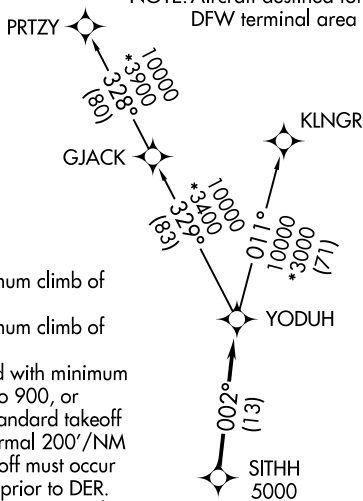 NOTE: Aircraft destined for
DFW terminal area
PRTZY
10000
*3900
328°
(80)
KLNGR
GJACK
10000
*3400
329°
(83)
011°
10000
*3000
(71)
num climb of
num climb of
YODUH
d with minimum
o 900, or
tandard takeoff
rmal 200'/NM
off must occur
prior to DER.
002°
(13)
SITHH
5000